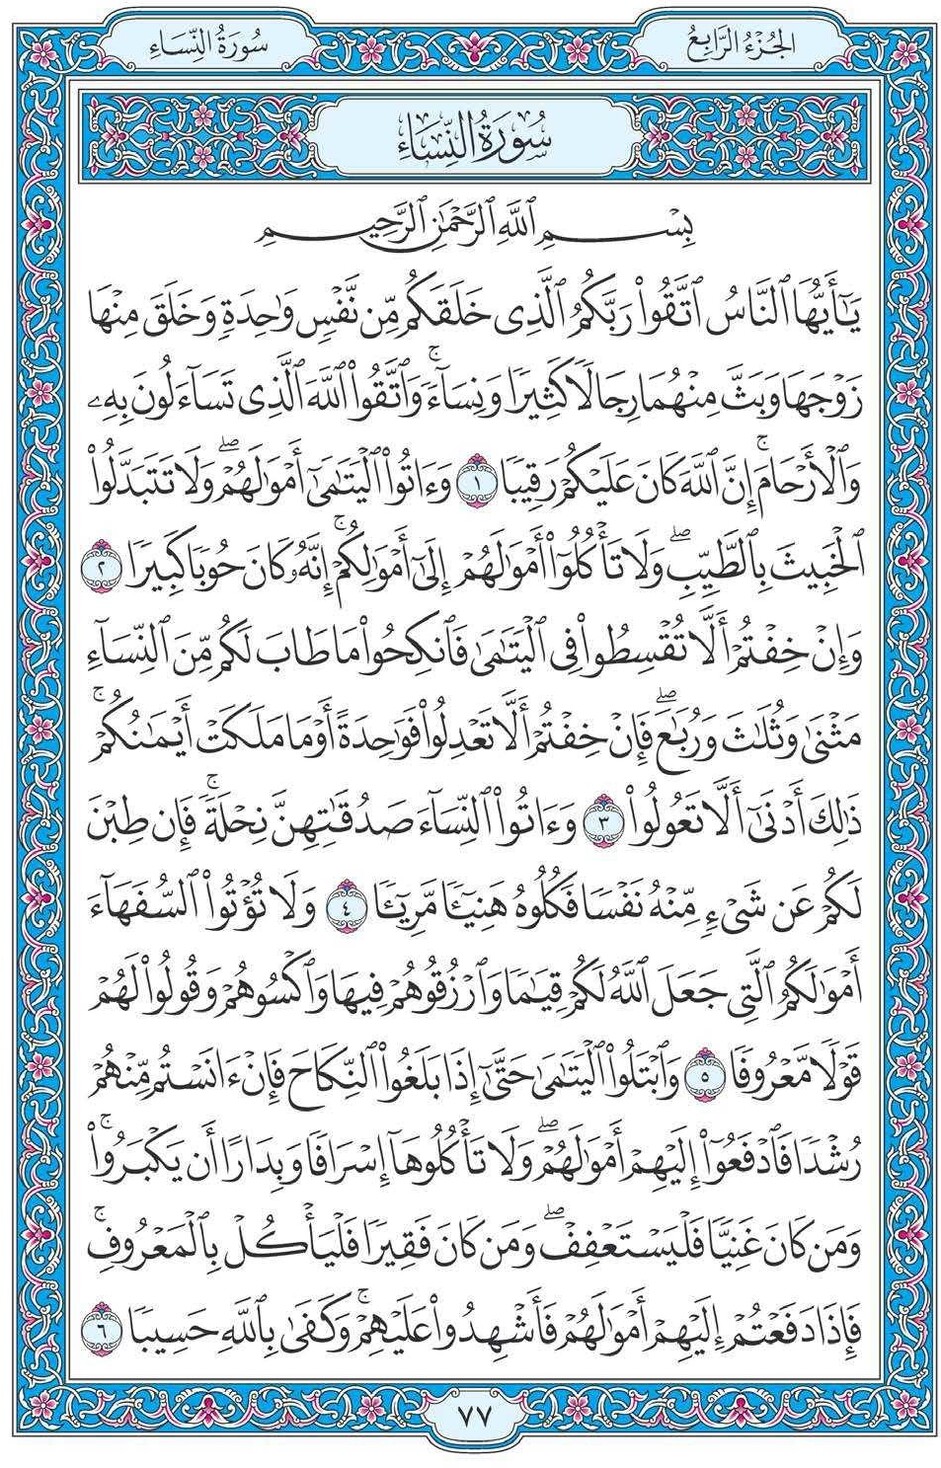 الجُزْءُ الرَّابِعُ
سُورَةُ النِّسَاءِ
سُورَةُ النِّسَاءِ
بِسْمِ ٱللَّهِ ٱلرَّحْمَٰنِ ٱلرَّحِيمِ
يَٰٓأَيُّهَا ٱلنَّاسُ ٱتَّقُوا۟ رَبَّكُمُ ٱلَّذِى خَلَقَكُم مِّن نَّفْسٍ وَٰحِدَةٍ وَخَلَقَ مِنْهَا
زَوْجَهَا وَبَثَّ مِنْهُمَا رِجَالًا كَثِيرًا وَنِسَآءً ۚ وَٱتَّقُوا۟ ٱللَّهَ ٱلَّذِى تَسَآءَلُونَ بِهِۦ
وَٱلْأَرْحَامَ ۚ إِنَّ ٱللَّهَ كَانَ عَلَيْكُمْ رَقِيبًا ١ وَءَاتُوا۟ ٱلْيَتَٰمَىٰٓ أَمْوَٰلَهُمْ ۖ وَلَا تَتَبَدَّلُوا۟
ٱلْخَبِيثَ بِٱلطَّيِّبِ ۖ وَلَا تَأْكُلُوٓا۟ أَمْوَٰلَهُمْ إِلَىٰٓ أَمْوَٰلِكُمْ ۚ إِنَّهُۥ كَانَ حُوبًا كَبِيرًا ٢
وَإِنْ خِفْتُمْ أَلَّا تُقْسِطُوا۟ فِى ٱلْيَتَٰمَىٰ فَٱنكِحُوا۟ مَا طَابَ لَكُم مِّنَ ٱلنِّسَآءِ
مَثْنَىٰ وَثُلَٰثَ وَرُبَٰعَ ۖ فَإِنْ خِفْتُمْ أَلَّا تَعْدِلُوا۟ فَوَٰحِدَةً أَوْ مَا مَلَكَتْ أَيْمَٰنُكُمْ ۚ
ذَٰلِكَ أَدْنَىٰٓ أَلَّا تَعُولُوا۟ ٣ وَءَاتُوا۟ ٱلنِّسَآءَ صَدُقَٰتِهِنَّ نِحْلَةً ۚ فَإِن طِبْنَ
لَكُمْ عَن شَىْءٍ مِّنْهُ نَفْسًا فَكُلُوهُ هَنِيٓـًٔا مَّرِيٓـًٔا ٤ وَلَا تُؤْتُوا۟ ٱلسُّفَهَآءَ
أَمْوَٰلَكُمُ ٱلَّتِى جَعَلَ ٱللَّهُ لَكُمْ قِيَٰمًا وَٱرْزُقُوهُمْ فِيهَا وَٱكْسُوهُمْ وَقُولُوا۟ لَهُمْ
قَوْلًا مَّعْرُوفًا ٥ وَٱبْتَلُوا۟ ٱلْيَتَٰمَىٰ حَتَّىٰٓ إِذَا بَلَغُوا۟ ٱلنِّكَاحَ فَإِنْ ءَانَسْتُم مِّنْهُمْ
رُشْدًا فَٱدْفَعُوٓا۟ إِلَيْهِمْ أَمْوَٰلَهُمْ ۖ وَلَا تَأْكُلُوهَآ إِسْرَافًا وَبِدَارًا أَن يَكْبَرُوا۟ ۚ
وَمَن كَانَ غَنِيًّا فَلْيَسْتَعْفِفْ ۖ وَمَن كَانَ فَقِيرًا فَلْيَأْكُلْ بِٱلْمَعْرُوفِ ۚ
فَإِذَا دَفَعْتُمْ إِلَيْهِمْ أَمْوَٰلَهُمْ فَأَشْهِدُوا۟ عَلَيْهِمْ ۚ وَكَفَىٰ بِٱللَّهِ حَسِيبًا ٦
٧٧